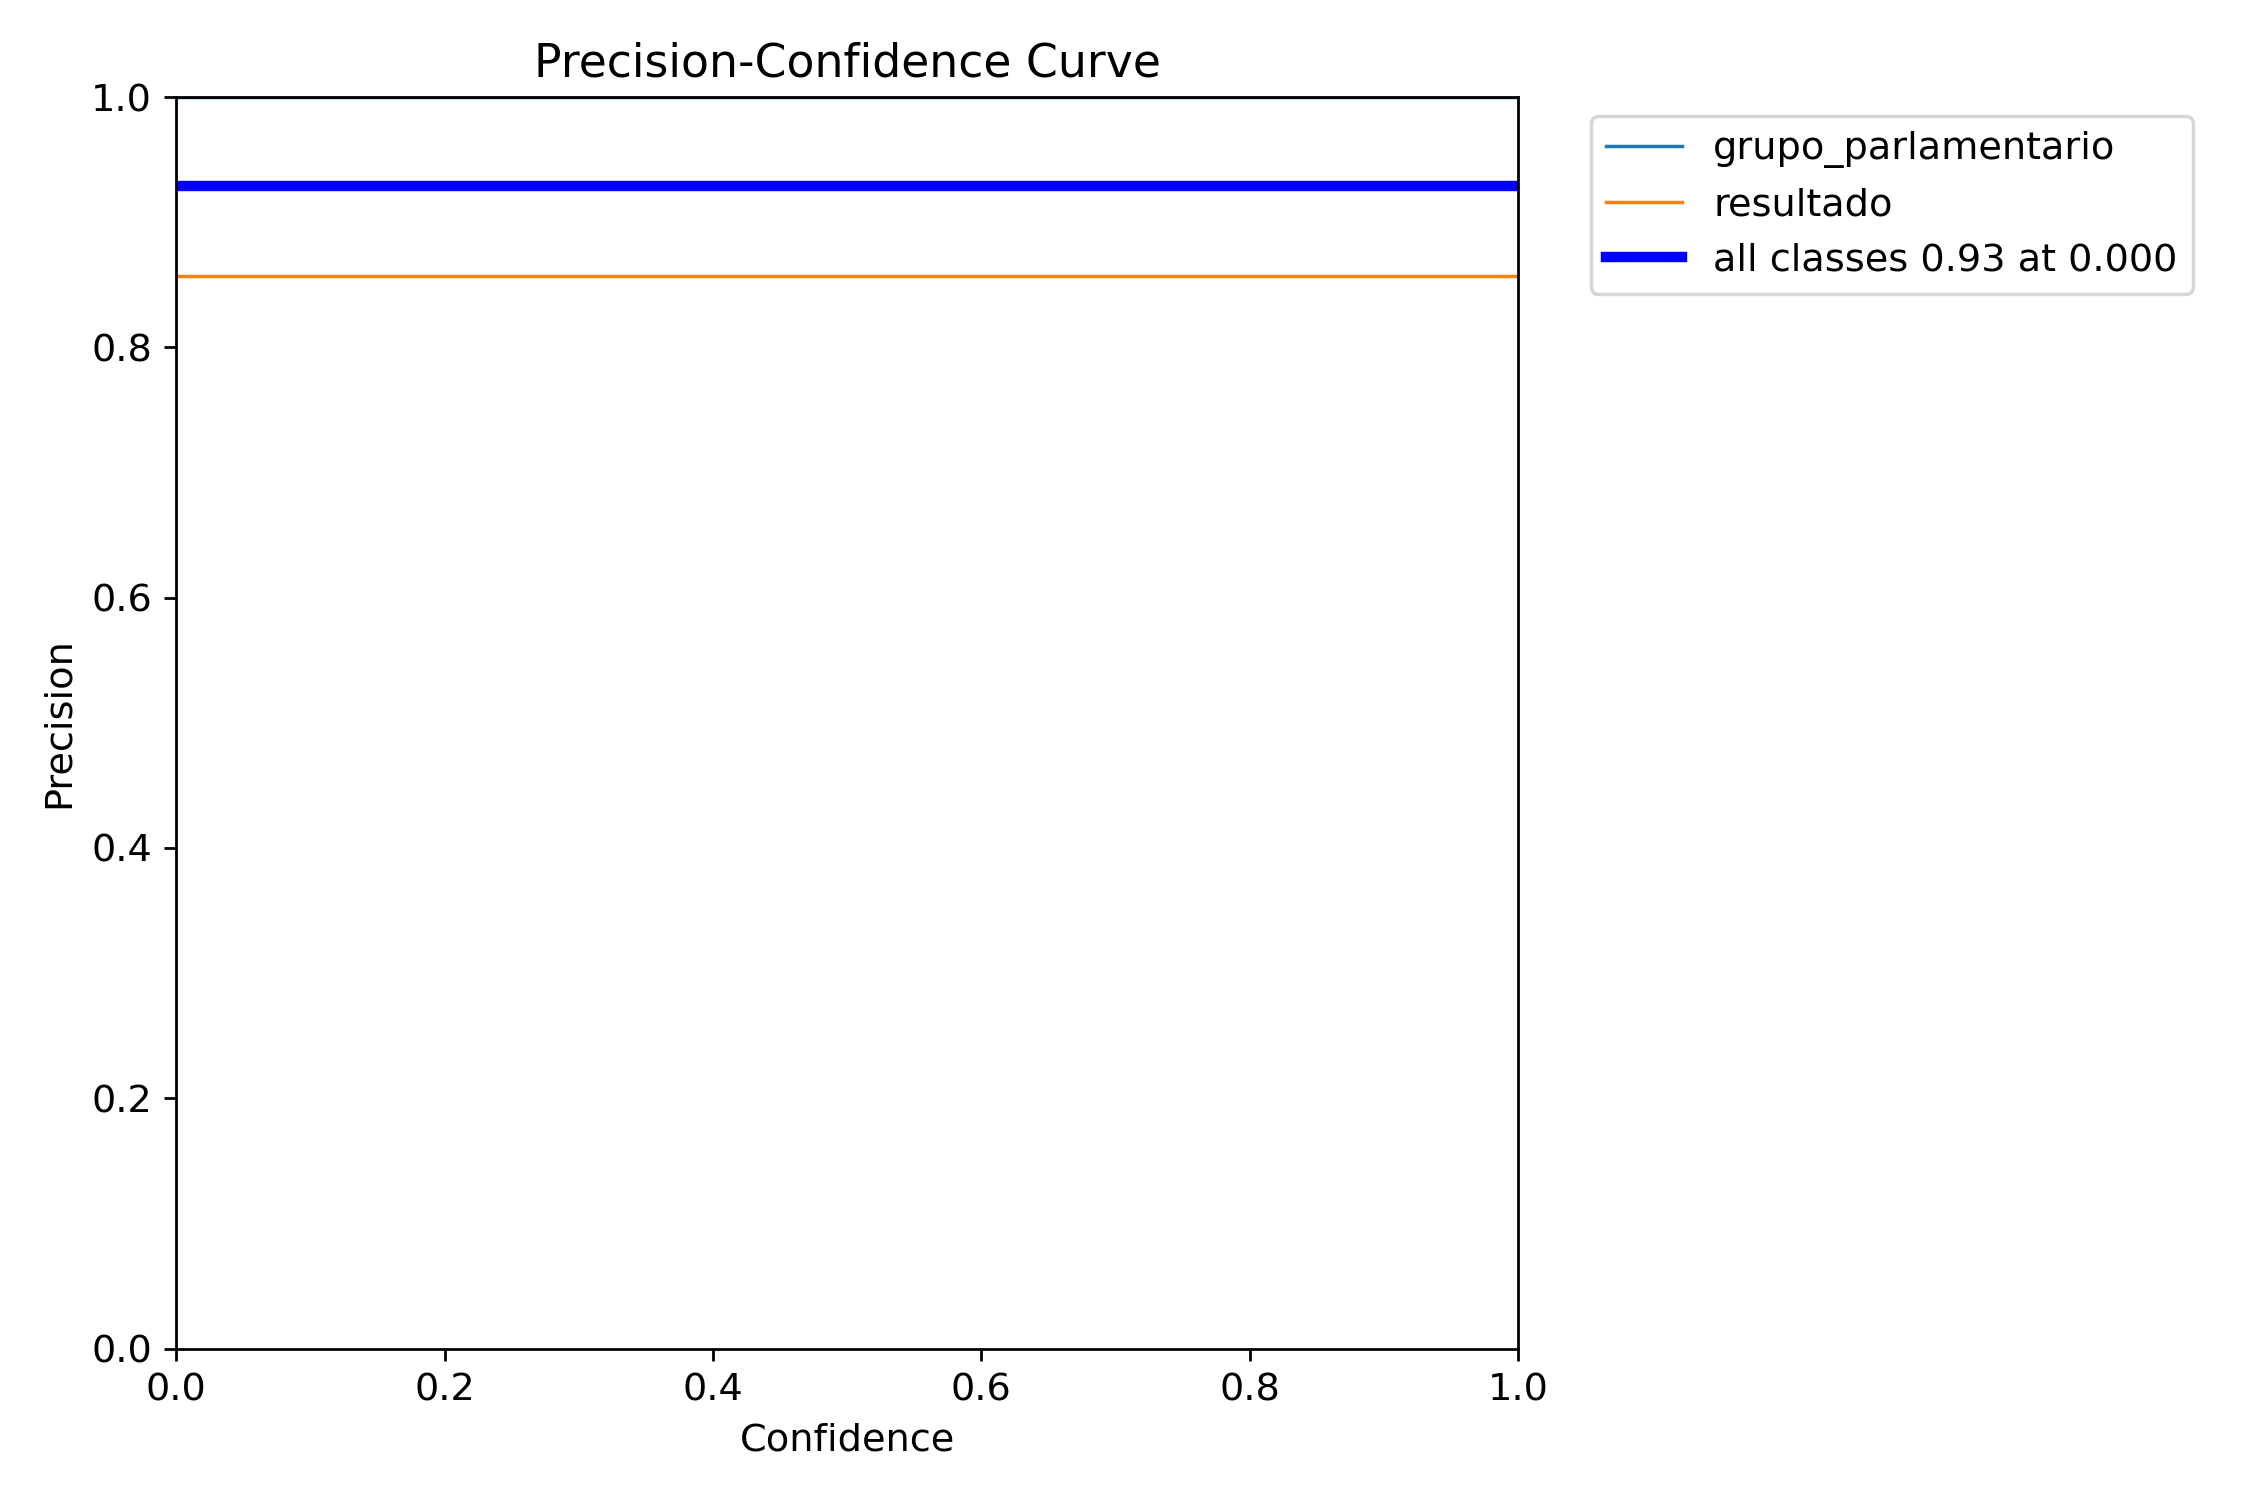 Precision-Confidence Curve
1.0
0.8
0.6
0.4
0.2
0.0
Precision
0.0 0.2 0.4 0.6 0.8 1.0
Confidence
grupo_parlamentario
resultado
all classes 0.93 at 0.000